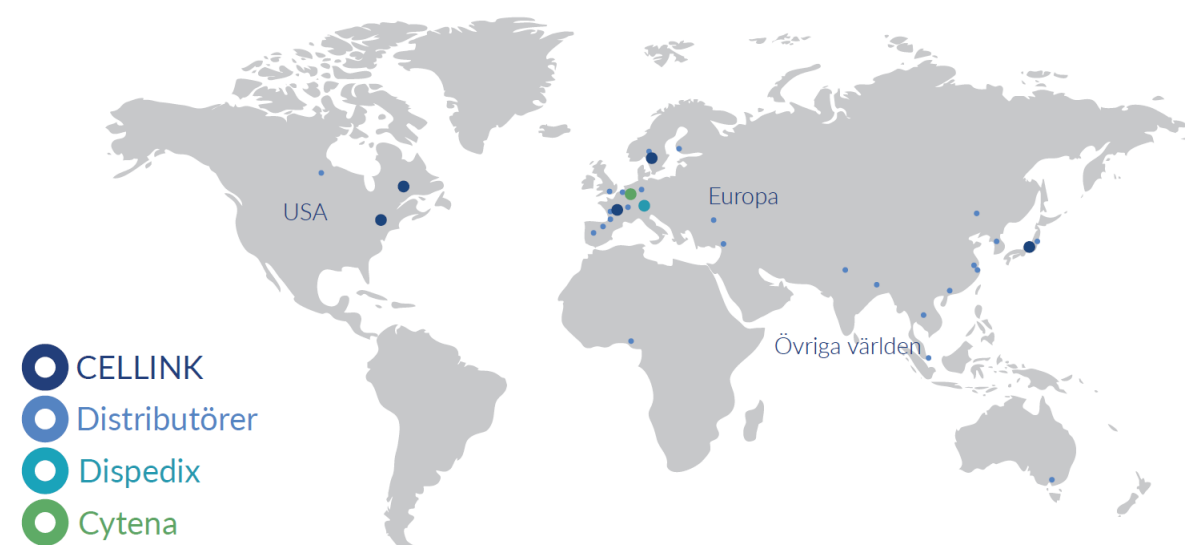 USA
Europa
Övriga världen
CELLINK
Distributörer
Dispedix
Cytena